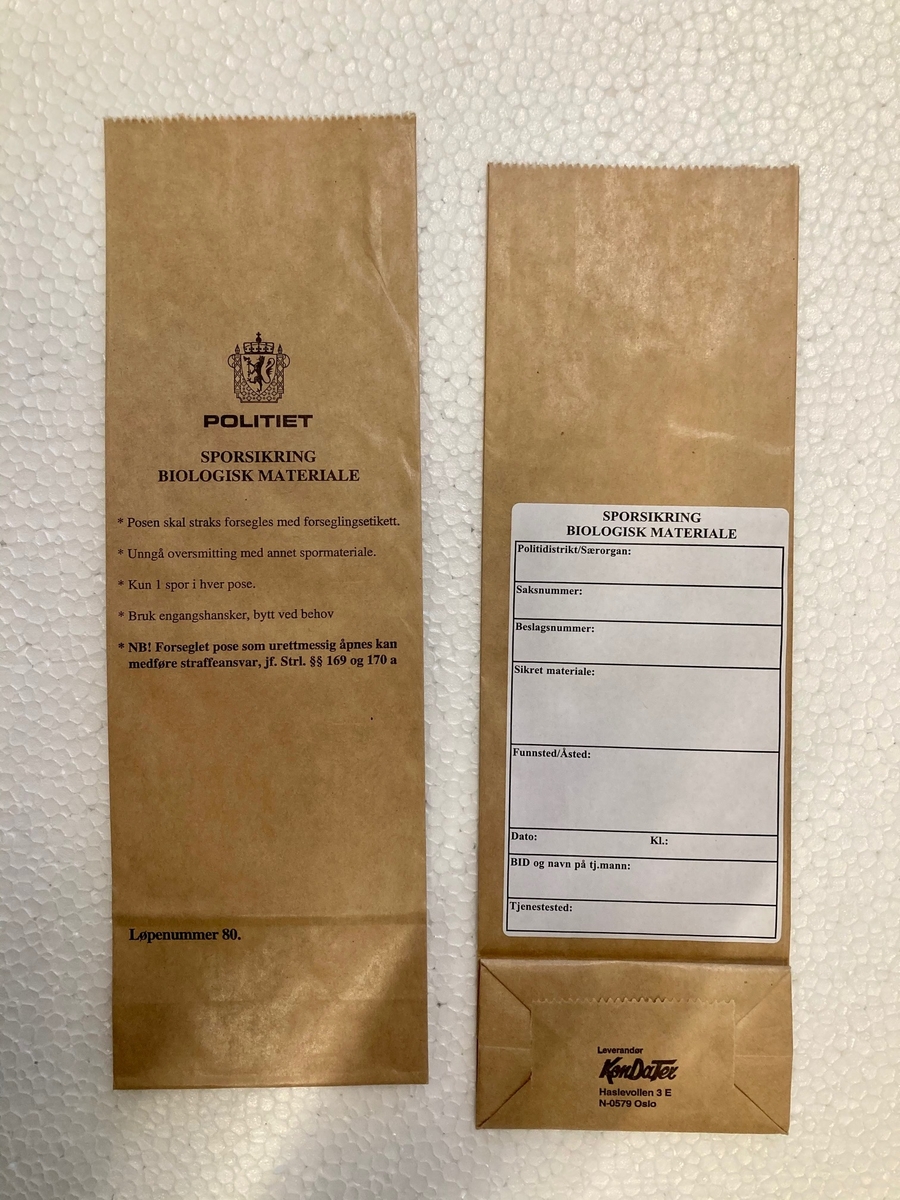 POLITIET
SPORSIKRING
BIOLOGISK MATERIALE
* Posen skal straks forsegles med forseglingsetikett.
* Unngå oversmitting med annet spormateriale.
* Kun 1 spor i hver pose.
* Bruk engangshansker, bytt ved behov
* NB! Forseglet pose som urettmessig åpnes kan
medføre straffeansvar, jf. Strl. §§ 169 og 170 a
Løpenummer 80.
SPORSIKRING
BIOLOGISK MATERIALE
Politidistrikt/Særorgan:
Saksnummer:
Beslagsnummer:
Sikret materiale:
Funnsted/Åsted:
Dato: Kl.:
BID og navn på tj.mann:
Tjenestested:
Leverandør
KonDaTer
Haslevollen 3 E
N-0579 Oslo